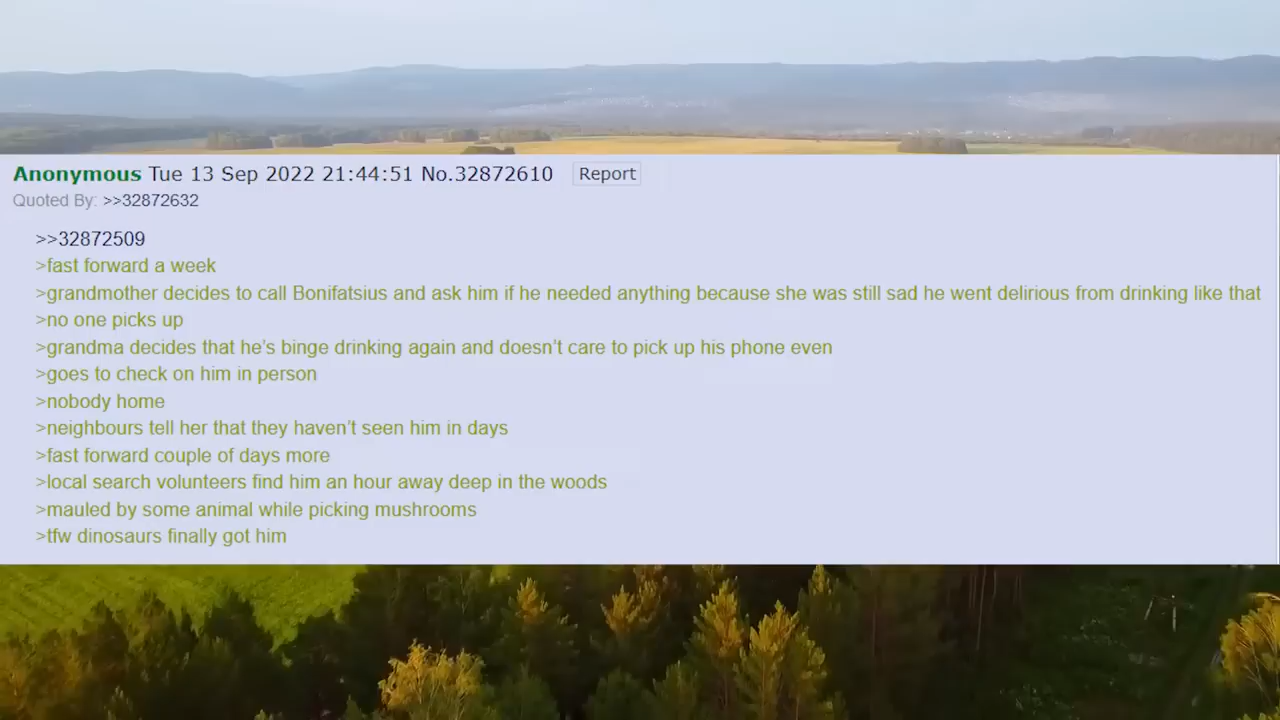 Anonymous Tue 13 Sep 2022 21:44:51 No.32872610 Report
Quoted By: >>32872632
>>32872509
>fast forward a week
>grandmother decides to call Bonifatsius and ask him if he needed anything because she was still sad he went delirious from drinking like that
>no one picks up
>grandma decides that he’s binge drinking again and doesn’t care to pick up his phone even
>goes to check on him in person
>nobody home
>neighbours tell her that they haven’t seen him in days
>fast forward couple of days more
>local search volunteers find him an hour away deep in the woods
>mauled by some animal while picking mushrooms
>tfw dinosaurs finally got him